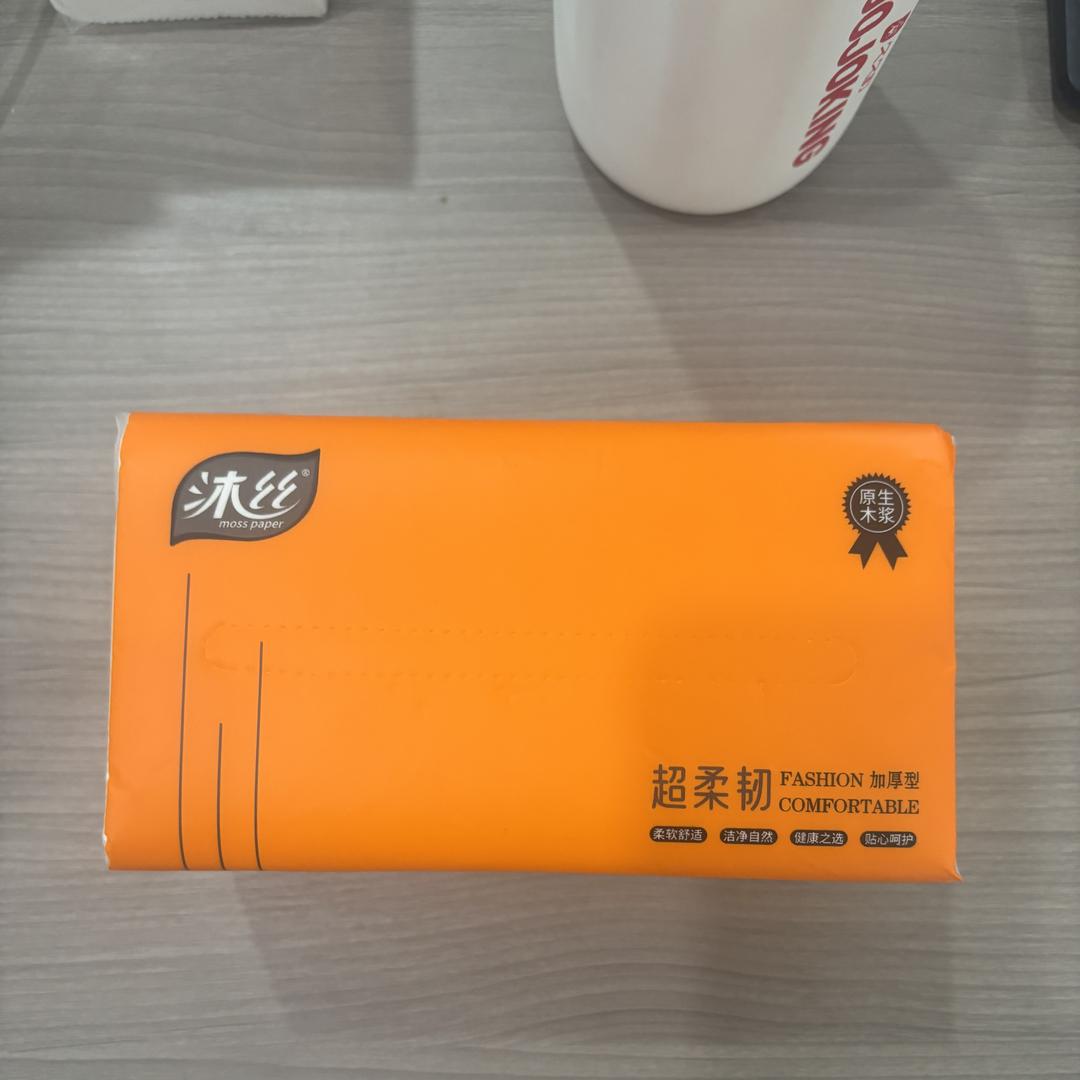 JOKING
沐丝®
moss paper
原生
木浆
超柔韧 FASHION 加厚型
COMFORTABLE
柔软舒适 洁净自然 健康之选 贴心呵护